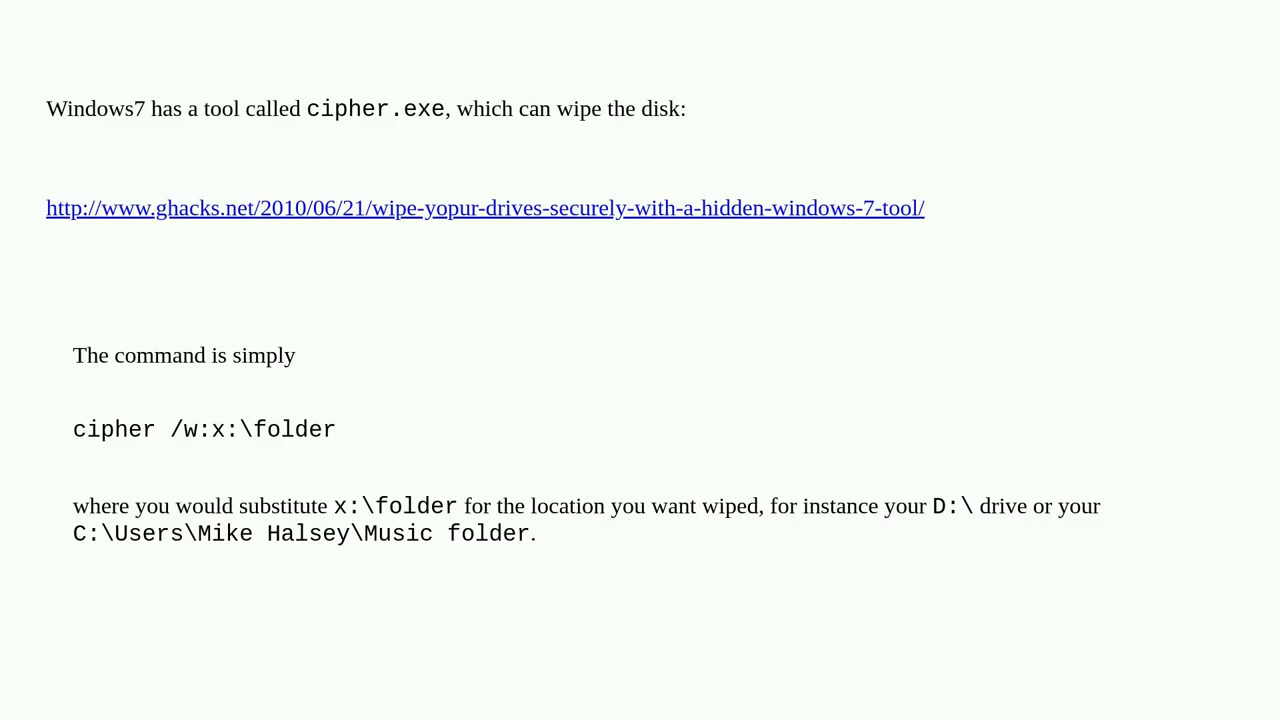 Windows7 has a tool called cipher.exe, which can wipe the disk:
http://www.ghacks.net/2010/06/21/wipe-yopur-drives-securely-with-a-hidden-windows-7-tool/
The command is simply
cipher /w:x:\folder
where you would substitute x:\folder for the location you want wiped, for instance your D:\ drive or your
C:\Users\Mike Halsey\Music folder.